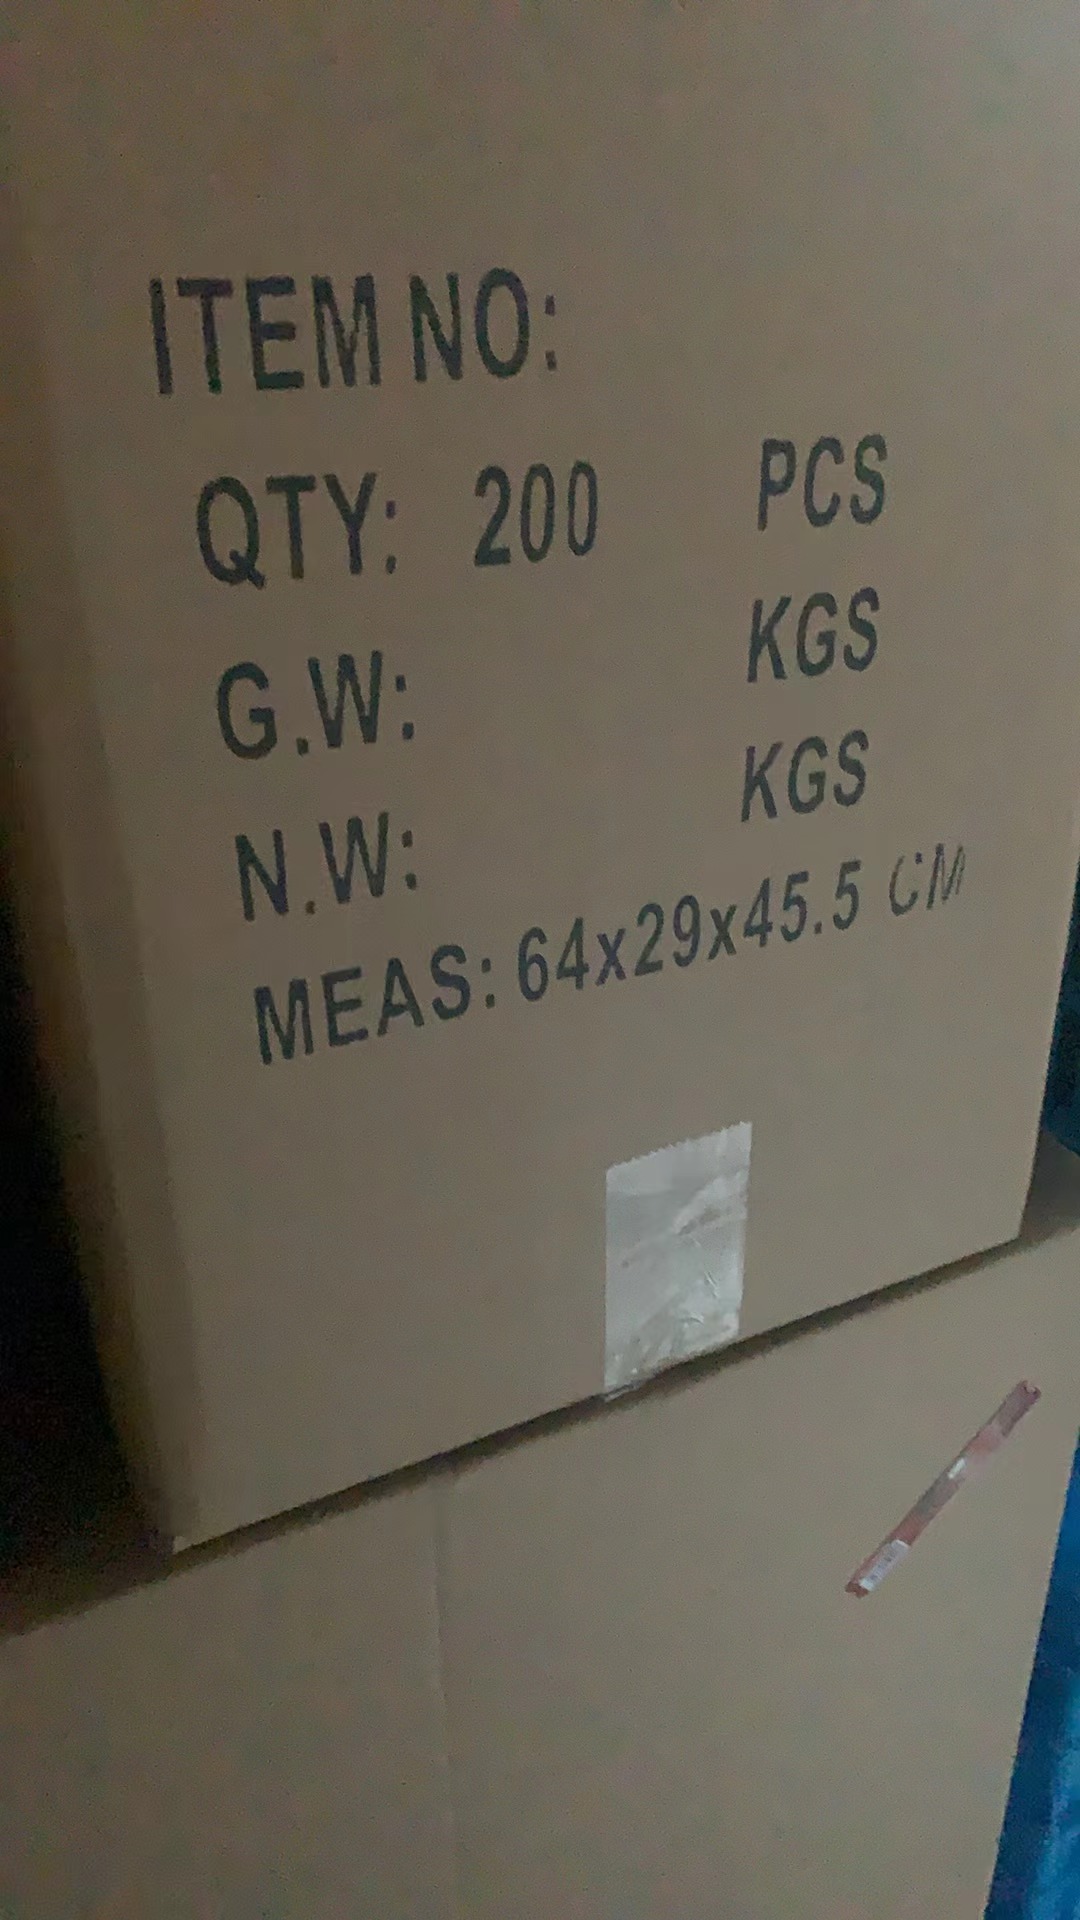 ITEM NO:
QTY: 200 PCS
G.W: KGS
N.W: KGS
MEAS: 64x29x45.5 CM